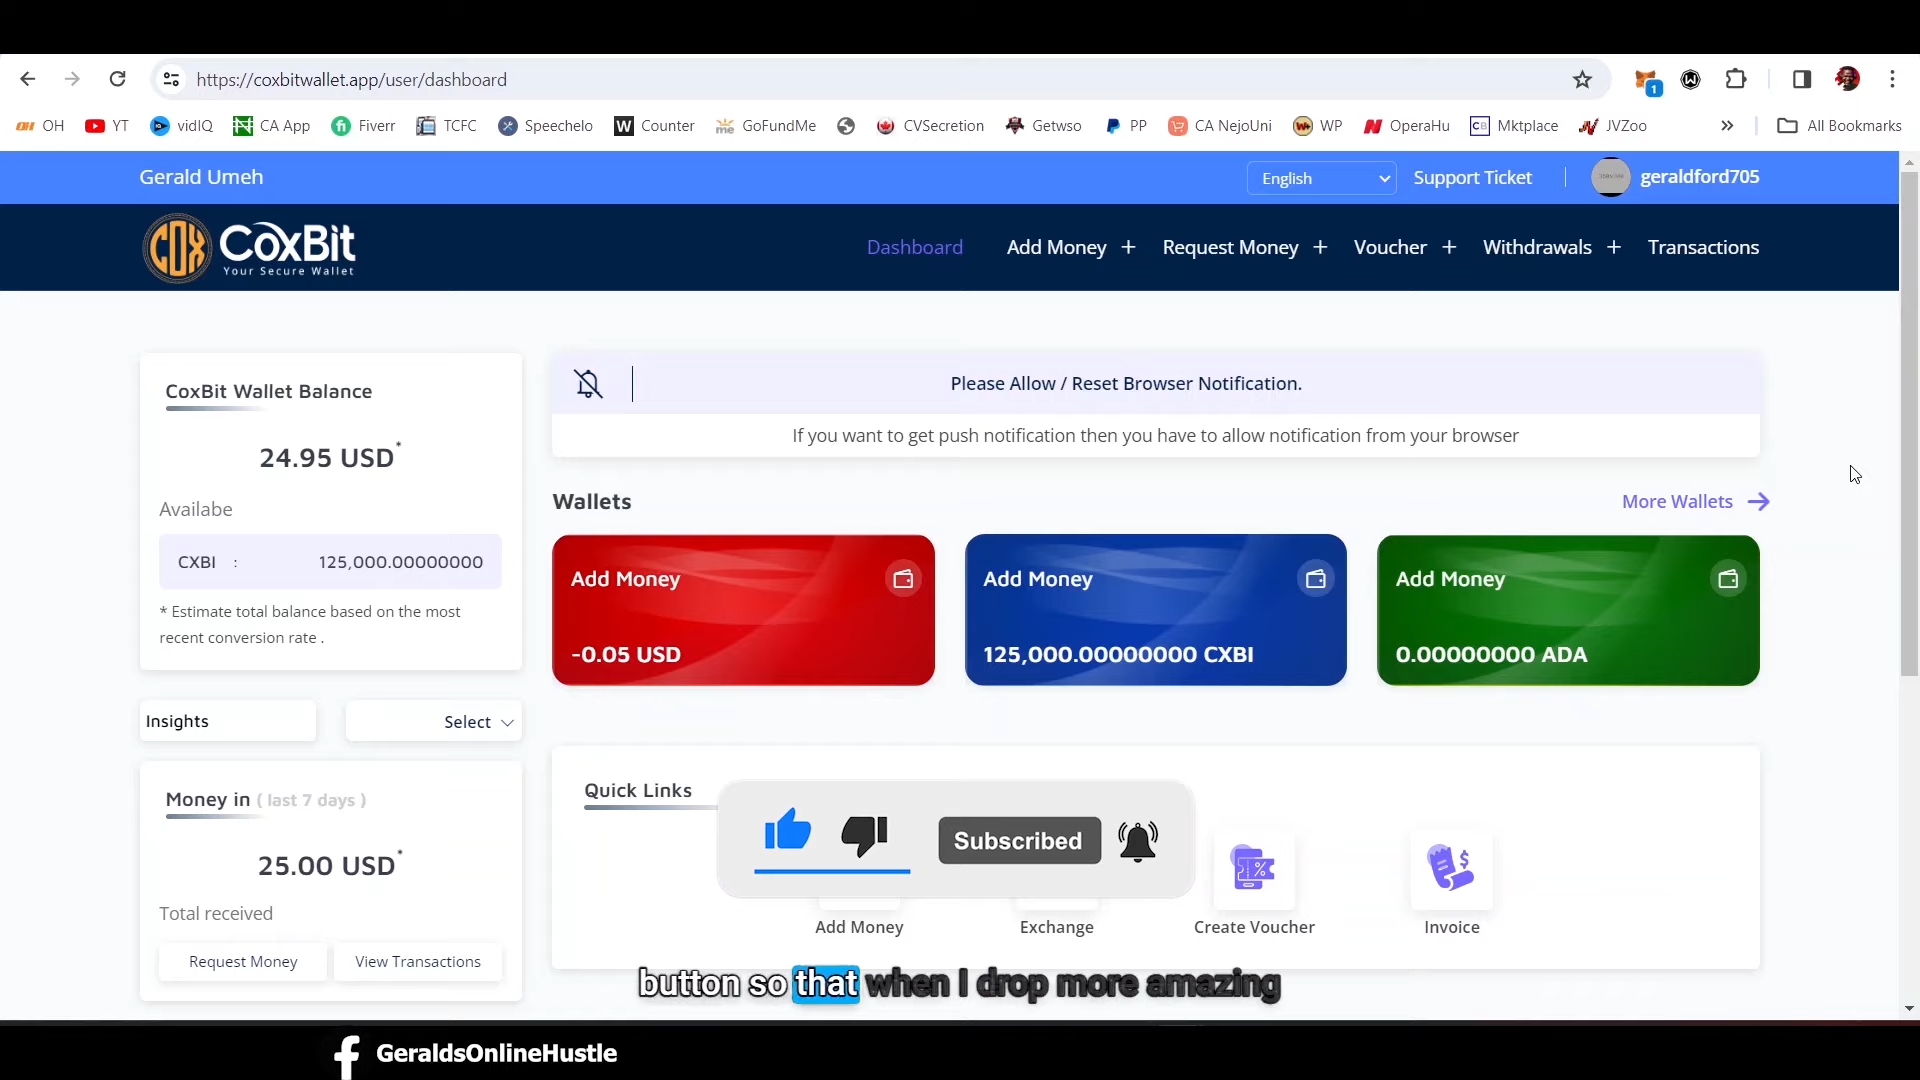 https://coxbitwallet.app/user/dashboard
1
OH YT vidIQ CA App Fiverr TCFC Speechelo Counter GoFundMe CVSecretion Getwso PP CA NejoUni WP OperaHu Mktplace JVZoo » All Bookmarks
Gerald Umeh
English
Support Ticket
geraldford705
COX CoxBit
Your Secure Wallet
Dashboard Add Money + Request Money + Voucher + Withdrawals + Transactions
CoxBit Wallet Balance
24.95 USD*
Availabe
CXBI : 125,000.00000000
* Estimate total balance based on the most
recent conversion rate .
Please Allow / Reset Browser Notification.
If you want to get push notification then you have to allow notification from your browser
Wallets
More Wallets
Add Money
-0.05 USD
Add Money
125,000.00000000 CXBI
Add Money
0.00000000 ADA
Insights
Select
Money in ( last 7 days )
25.00 USD*
Total received
Request Money
View Transactions
Quick Links
Subscribed
Add Money
Exchange
Create Voucher
Invoice
button so that when I drop more amazing
GeraldsOnlineHustle